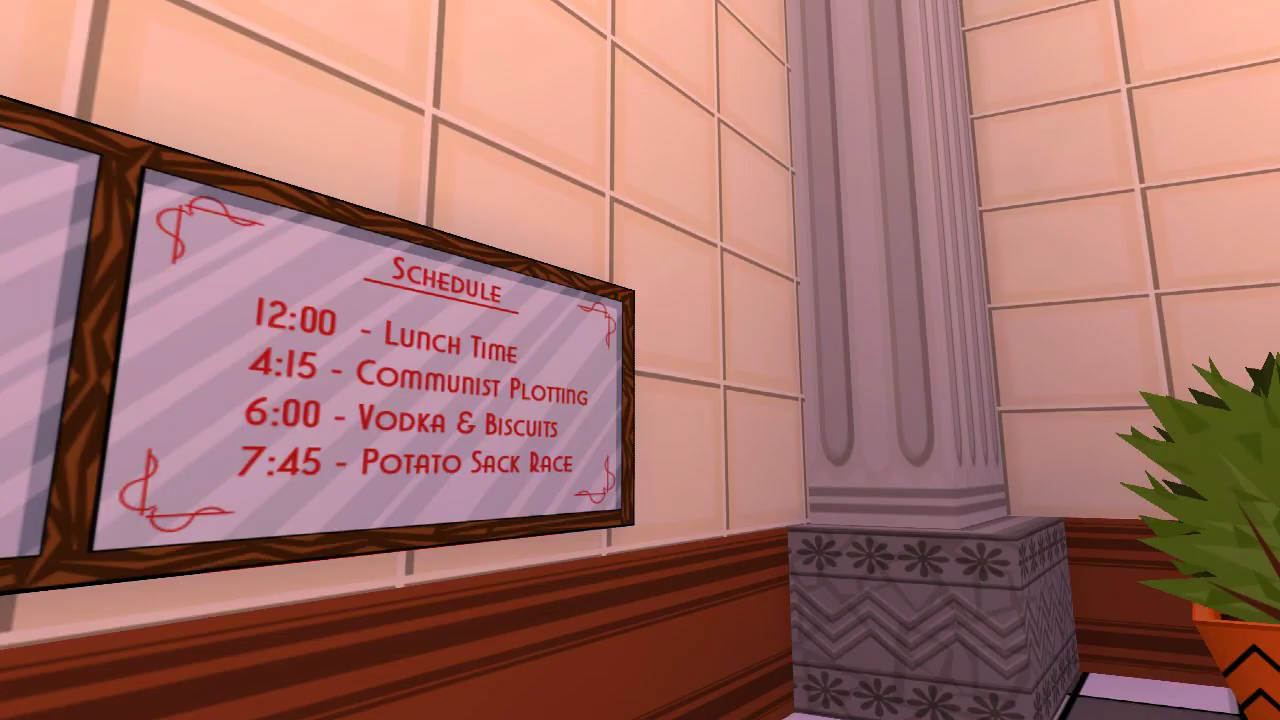 Schedule
12:00 - Lunch Time
4:15 - Communist Plotting
6:00 - Vodka & Biscuits
7:45 - Potato Sack Race